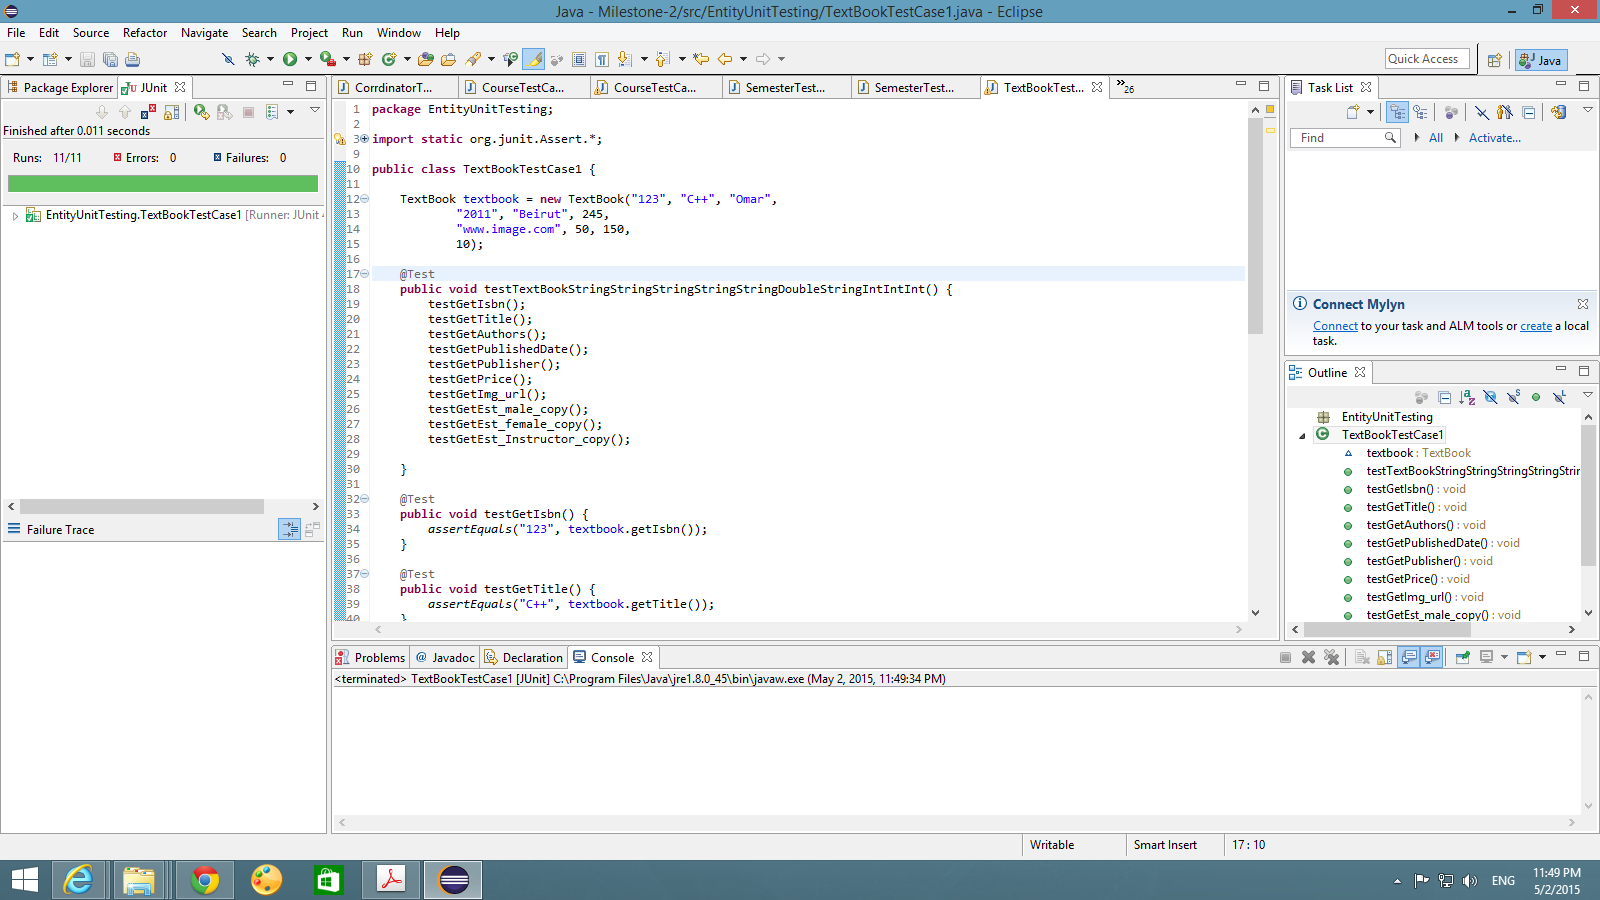 Java - Milestone-2/src/EntityUnitTesting/TextBookTestCase1.java - Eclipse
File Edit Source Refactor Navigate Search Project Run Window Help
Quick Access
Java
Package Explorer
JUnit
Finished after 0.011 seconds
Runs: 11/11
Errors: 0
Failures: 0
EntityUnitTesting.TextBookTestCase1 [Runner: JUnit 4
Failure Trace
CorrdinatorT...
CourseTestCa...
CourseTestCa...
SemesterTest...
SemesterTest...
TextBookTest...
»26
1 package EntityUnitTesting;
2
3 import static org.junit.Assert.*;
9
10 public class TextBookTestCase1 {
11
12 TextBook textbook = new TextBook("123", "C++", "Omar",
13 "2011", "Beirut", 245,
14 "www.image.com", 50, 150,
15 10);
16
17 @Test
18 public void testTextBookStringStringStringStringStringDoubleStringIntIntInt() {
19 testGetIsbn();
20 testGetTitle();
21 testGetAuthors();
22 testGetPublishedDate();
23 testGetPublisher();
24 testGetPrice();
25 testGetImg_url();
26 testGetEst_male_copy();
27 testGetEst_female_copy();
28 testGetEst_Instructor_copy();
29
30 }
31
32 @Test
33 public void testGetIsbn() {
34 assertEquals("123", textbook.getIsbn());
35 }
36
37 @Test
38 public void testGetTitle() {
39 assertEquals("C++", textbook.getTitle());
40 }
Task List
Find
All
Activate...
Connect Mylyn
Connect to your task and ALM tools or create a local
task.
Outline
EntityUnitTesting
TextBookTestCase1
textbook : TextBook
testTextBookStringStringStringStringStrin
testGetIsbn() : void
testGetTitle() : void
testGetAuthors() : void
testGetPublishedDate() : void
testGetPublisher() : void
testGetPrice() : void
testGetImg_url() : void
testGetEst_male_copy() : void
Problems
@ Javadoc
Declaration
Console
<terminated> TextBookTestCase1 [JUnit] C:\Program Files\Java\jre1.8.0_45\bin\javaw.exe (May 2, 2015, 11:49:34 PM)
Writable
Smart Insert
17 : 10
ENG
11:49 PM
5/2/2015